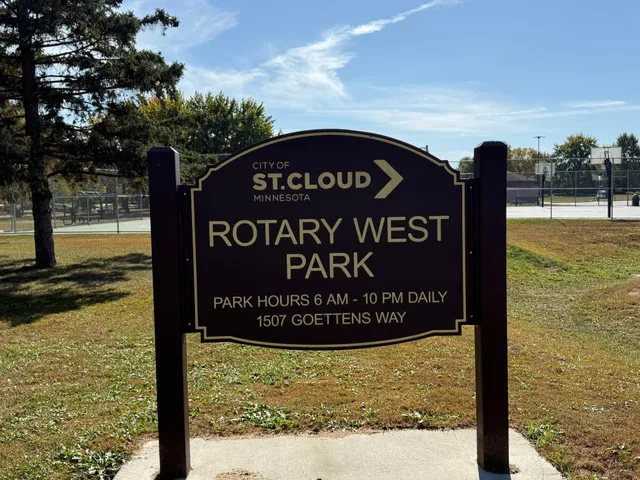 CITY OF
ST.CLOUD
MINNESOTA
ROTARY WEST
PARK
PARK HOURS 6 AM - 10 PM DAILY
1507 GOETTENS WAY